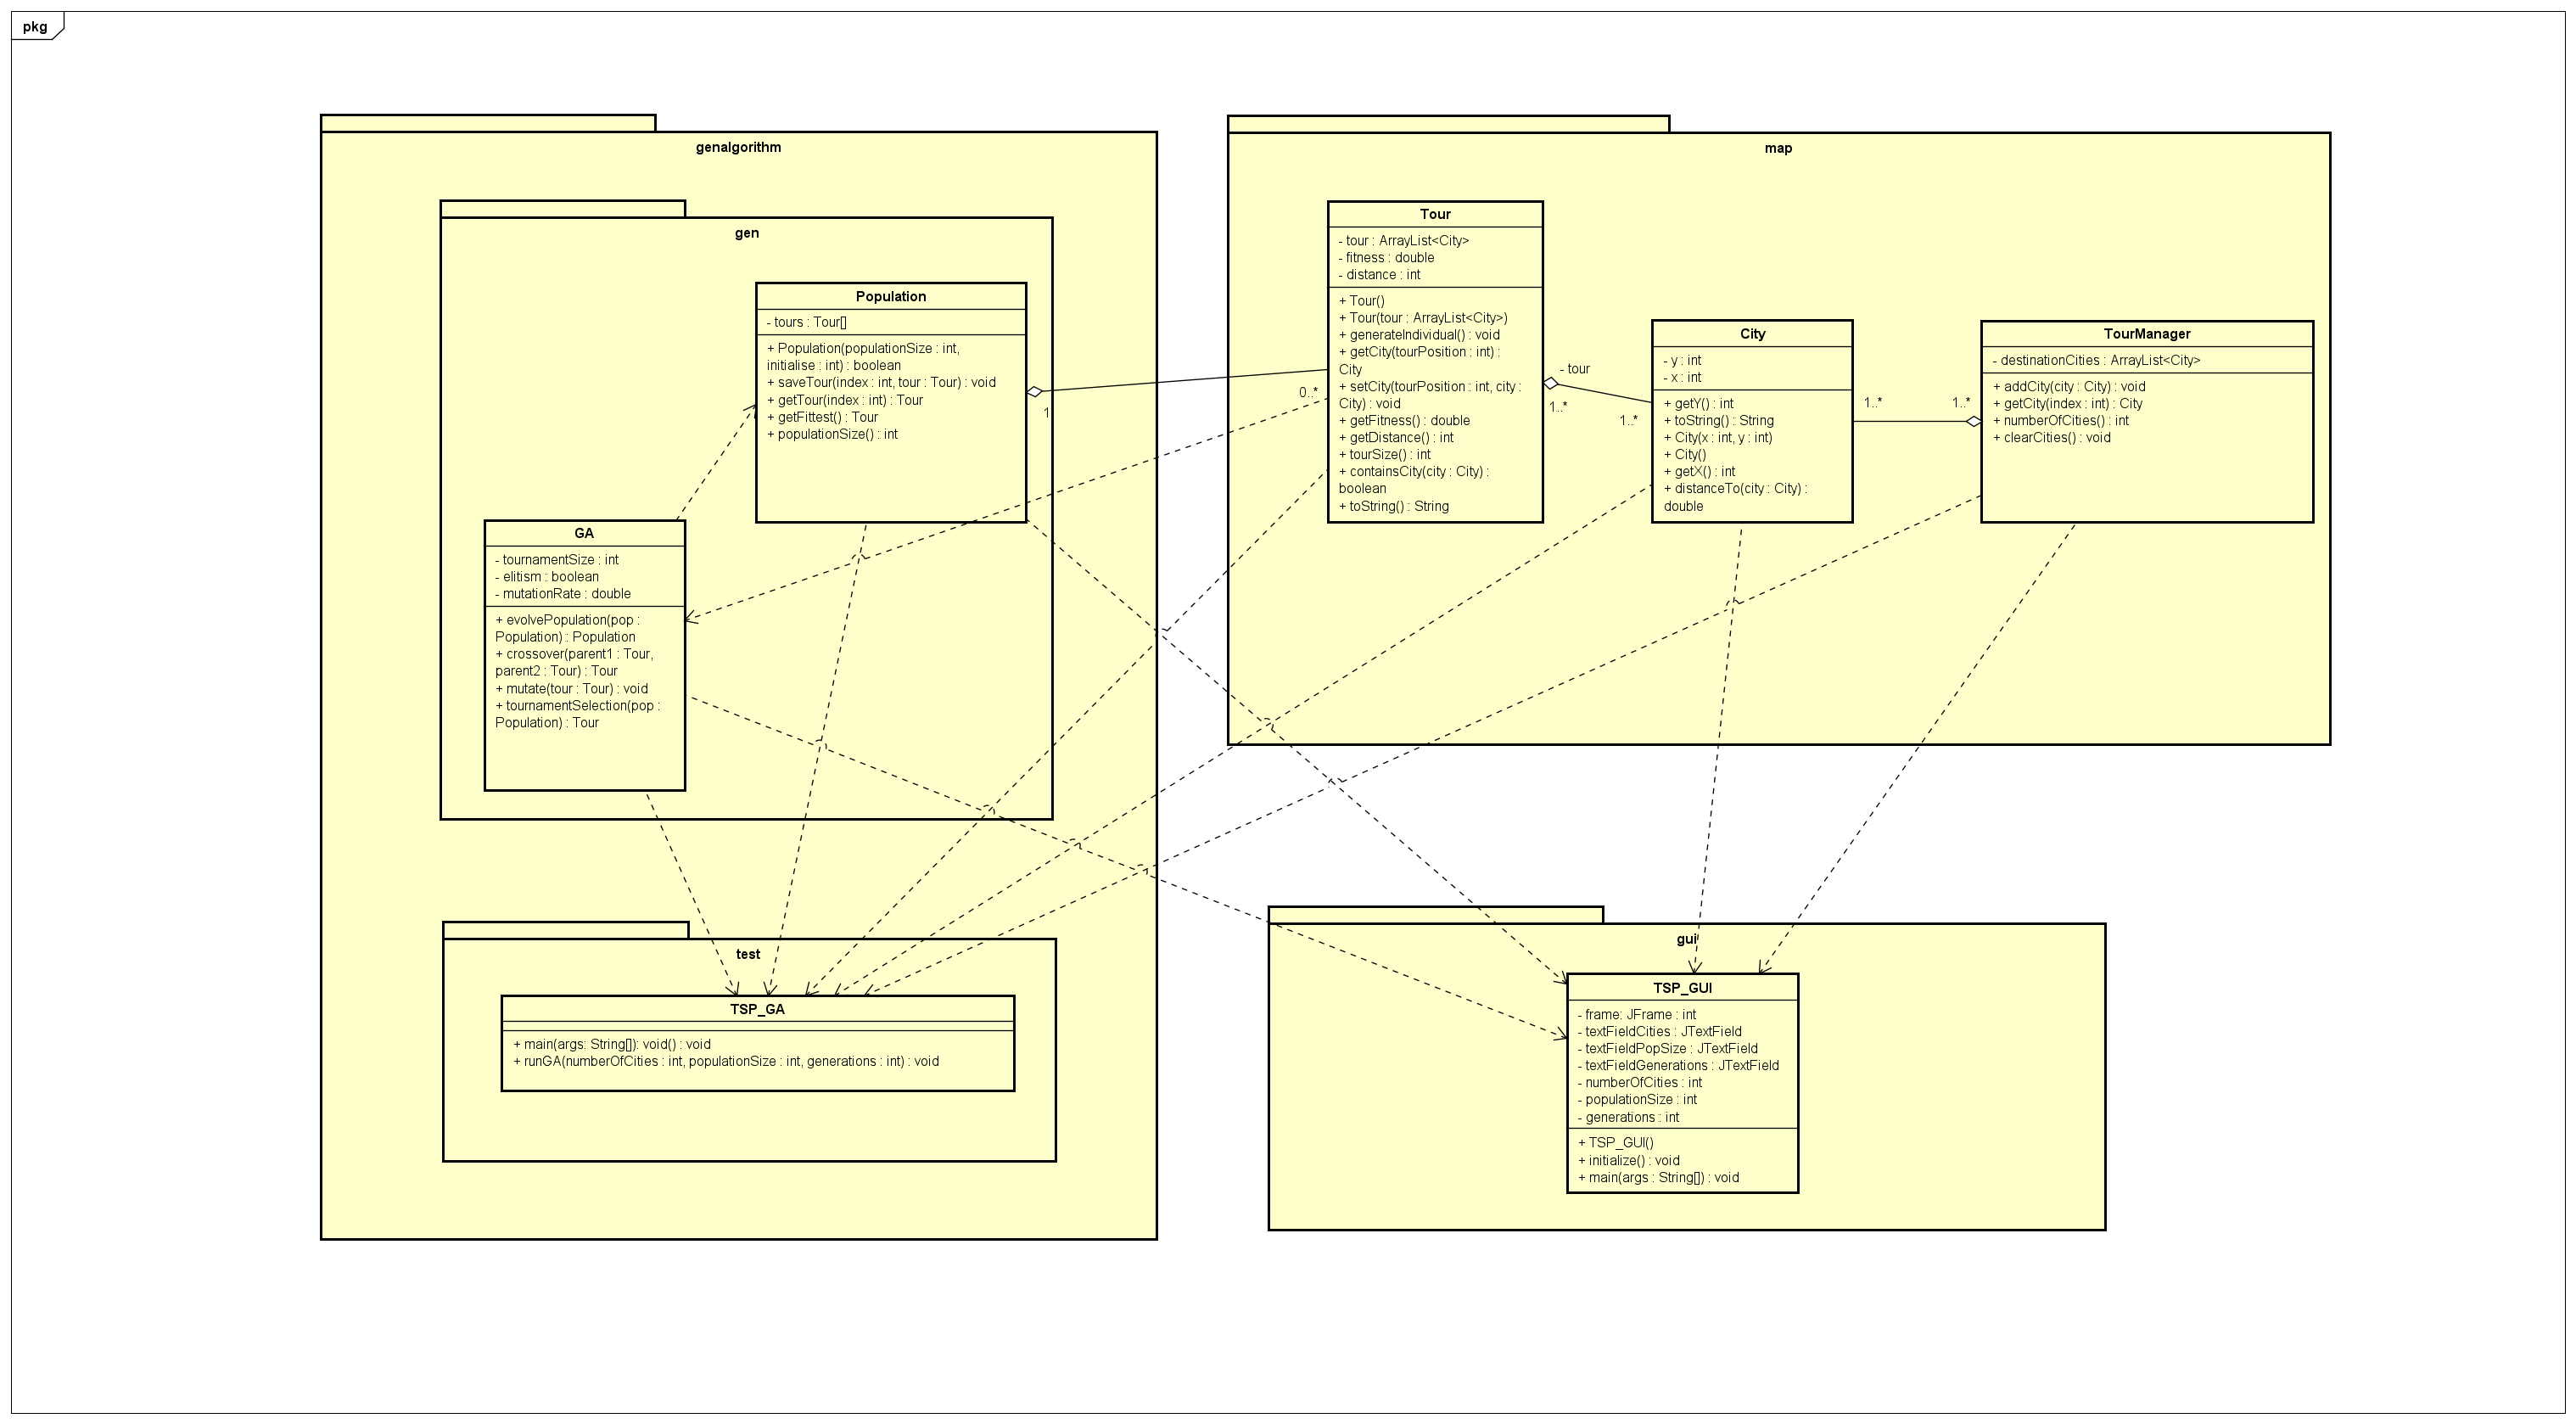 pkg
genalgorithm
gen
Population
- tours : Tour[]
+ Population(populationSize : int,
initialise : int) : boolean
+ saveTour(index : int, tour : Tour) : void
+ getTour(index : int) : Tour
+ getFittest() : Tour
+ populationSize() : int
1
0..*
GA
- tournamentSize : int
- elitism : boolean
- mutationRate : double
+ evolvePopulation(pop :
Population) : Population
+ crossover(parent1 : Tour,
parent2 : Tour) : Tour
+ mutate(tour : Tour) : void
+ tournamentSelection(pop :
Population) : Tour
test
TSP_GA
+ main(args: String[]): void() : void
+ runGA(numberOfCities : int, populationSize : int, generations : int) : void
map
Tour
- tour : ArrayList<City>
- fitness : double
- distance : int
+ Tour()
+ Tour(tour : ArrayList<City>)
+ generateIndividual() : void
+ getCity(tourPosition : int) :
City
+ setCity(tourPosition : int, city :
City) : void
+ getFitness() : double
+ getDistance() : int
+ tourSize() : int
+ containsCity(city : City) :
boolean
+ toString() : String
- tour
1..*
1..*
City
- y : int
- x : int
+ getY() : int
+ toString() : String
+ City(x : int, y : int)
+ City()
+ getX() : int
+ distanceTo(city : City) :
double
1..*
1..*
TourManager
- destinationCities : ArrayList<City>
+ addCity(city : City) : void
+ getCity(index : int) : City
+ numberOfCities() : int
+ clearCities() : void
gui
TSP_GUI
- frame: JFrame : int
- textFieldCities : JTextField
- textFieldPopSize : JTextField
- textFieldGenerations : JTextField
- numberOfCities : int
- populationSize : int
- generations : int
+ TSP_GUI()
+ initialize() : void
+ main(args : String[]) : void